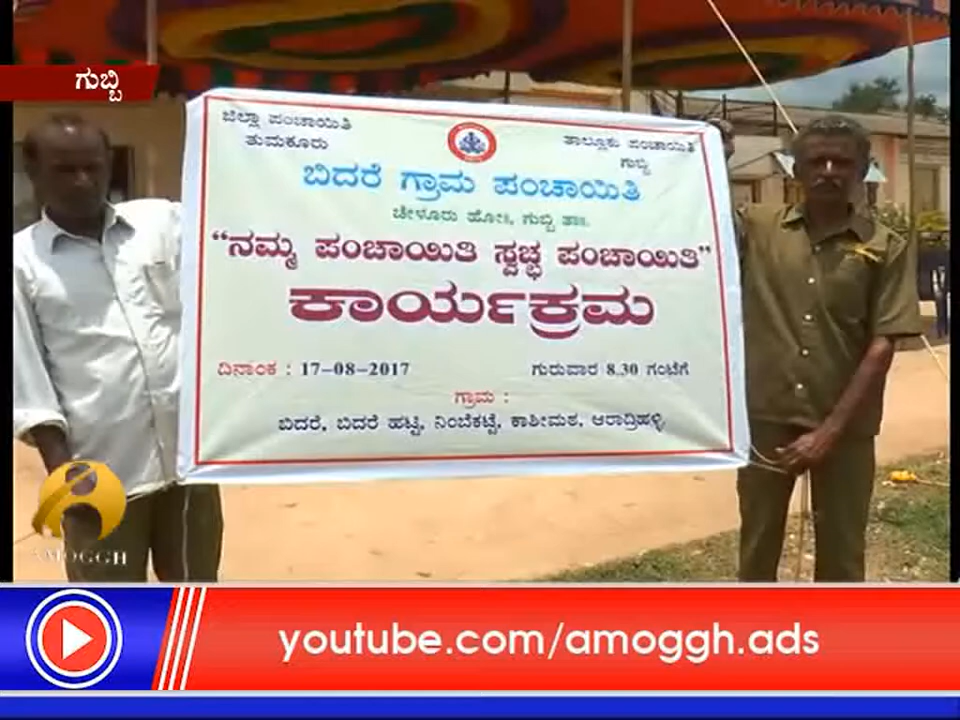 ಗುಬ್ಬಿ
ಜಿಲ್ಲಾ ಪಂಚಾಯಿತಿ
ತುಮಕೂರು
ತಾಲ್ಲೂಕು ಪಂಚಾಯಿತಿ
ಗುಬ್ಬಿ
ಬಿದರೆ ಗ್ರಾಮ ಪಂಚಾಯಿತಿ
ಚೇಳೂರು ಹೋ॥, ಗುಬ್ಬಿ ತಾ॥.
“ನಮ್ಮ ಪಂಚಾಯಿತಿ ಸ್ವಚ್ಛ ಪಂಚಾಯಿತಿ”
ಕಾರ್ಯಕ್ರಮ
ದಿನಾಂಕ : 17-08-2017 ಗುರುವಾರ 8.30 ಗಂಟೆಗೆ
ಗ್ರಾಮ :
ಬಿದರೆ, ಬಿದರೆ ಹಟ್ಟಿ, ನಿಂಬೆಕಟ್ಟೆ, ಕಾಶೀಮಠ, ಆರಾದ್ರಿಹಳ್ಳಿ
AMOGGH
youtube.com/amoggh.ads